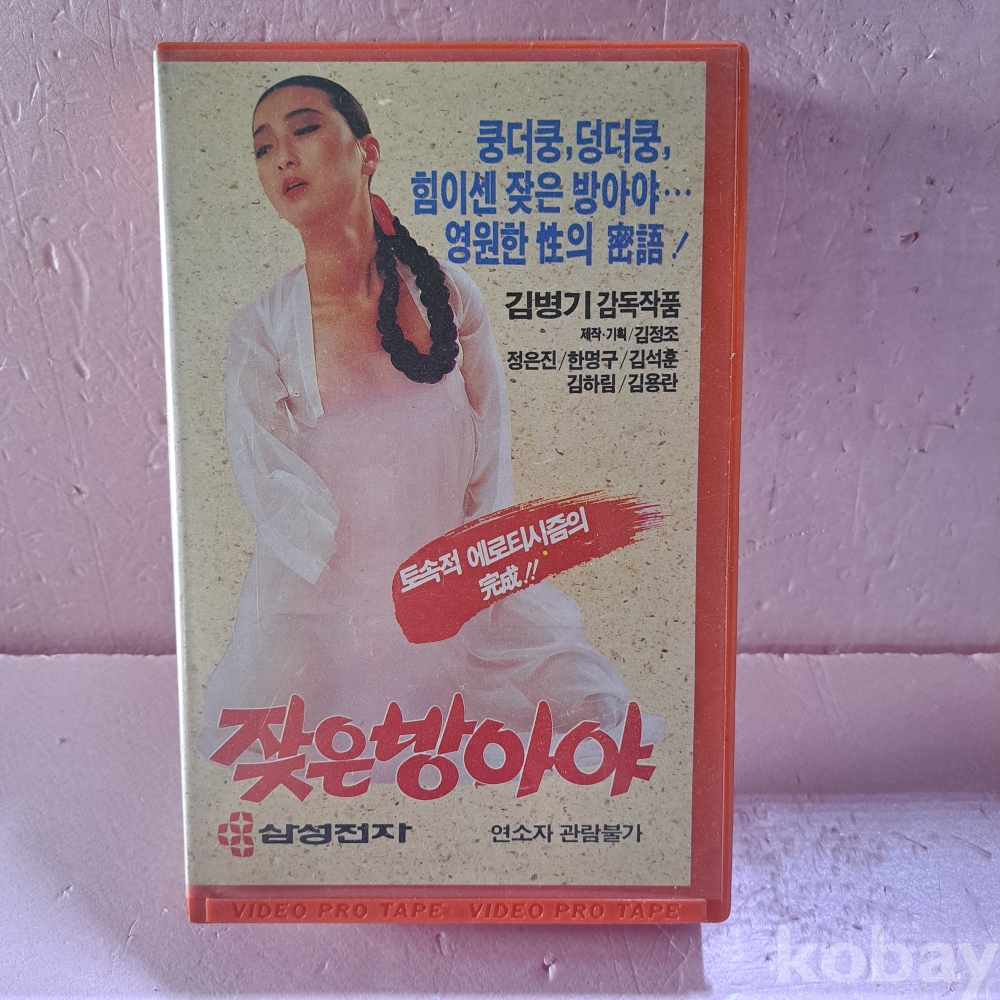 쿵더쿵, 덩더쿵,
힘이센 잦은 방아야…
영원한 性의 密語!
김병기 감독작품
제작·기획/김정조
정은진/한명구/김석훈
김하림/김용란
토속적 에로티시즘의
完成!!
잦은방아야
삼성전자
연소자 관람불가
VIDEO PRO TAPE VIDEO PRO TAPE
kobay